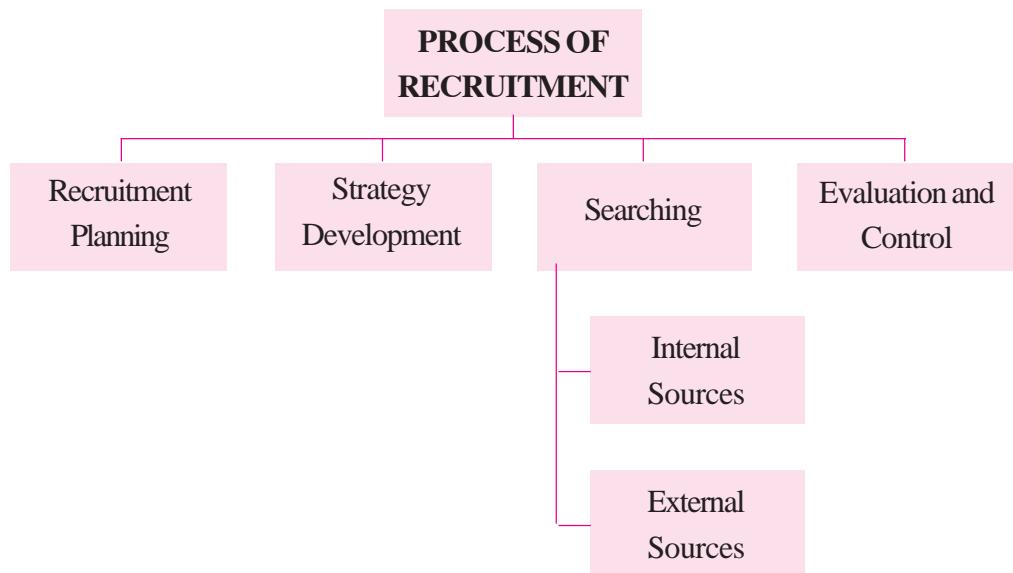 PROCESS OF
RECRUITMENT
Recruitment
Planning
Strategy
Development
Searching
Evaluation and
Control
Internal
Sources
External
Sources